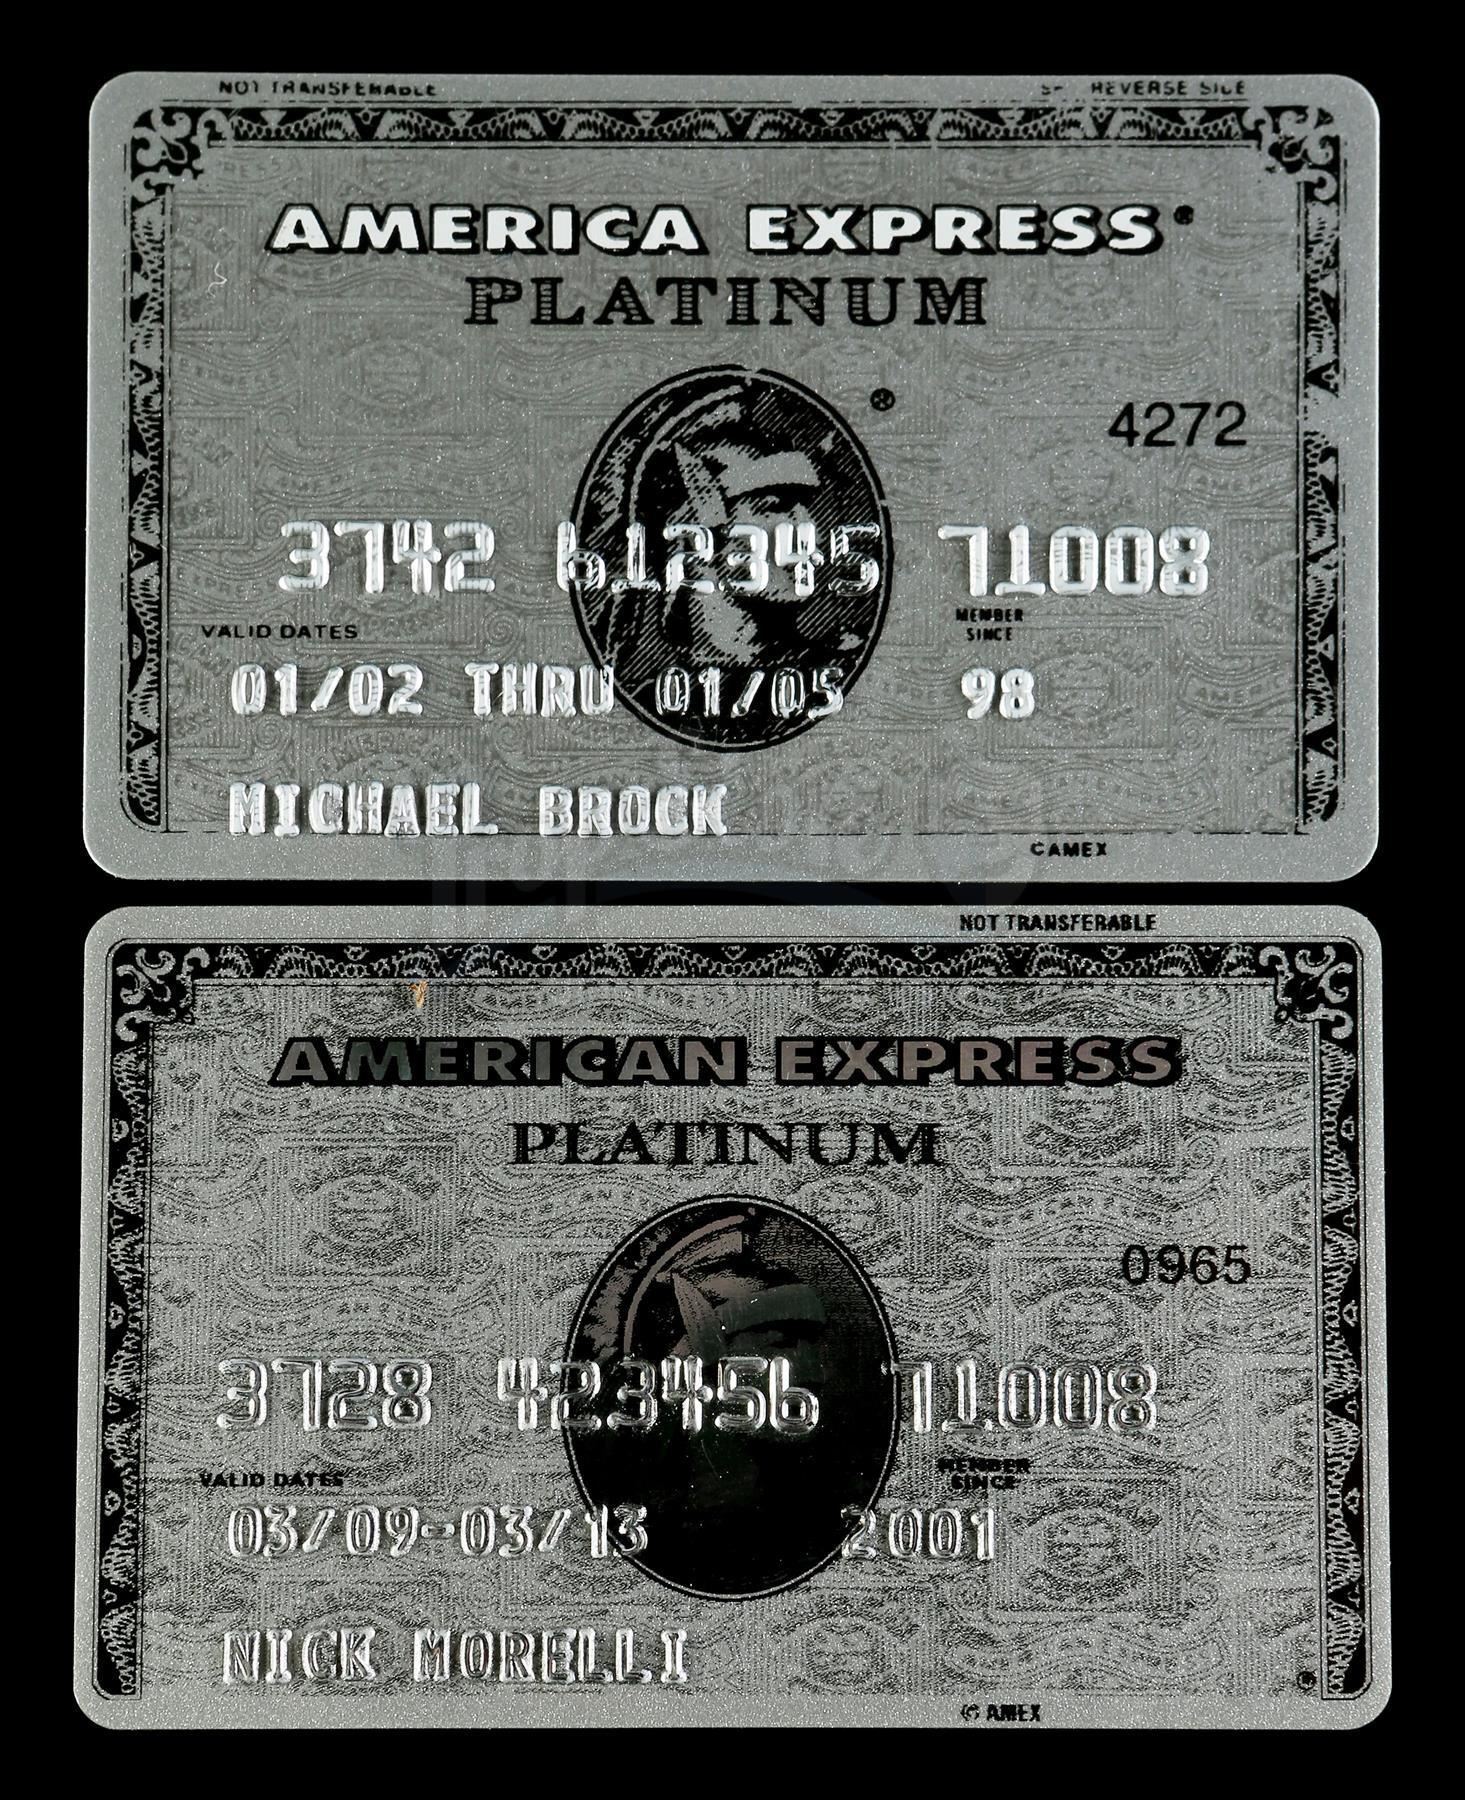 NOT TRANSFERABLE
REVERSE SIDE
AMERICA EXPRESS®
PLATINUM
®
4272
3742 612345 71008
VALID DATES
MEMBER
SINCE
01/02 THRU 01/05 98
MICHAEL BROCK
CAMEX
NOT TRANSFERABLE
AMERICAN EXPRESS
PLATINUM
0965
3728 423456 71008
VALID DATES
MEMBER
SINCE
03/09-03/13 2001
NICK MORELLI
© AMEX